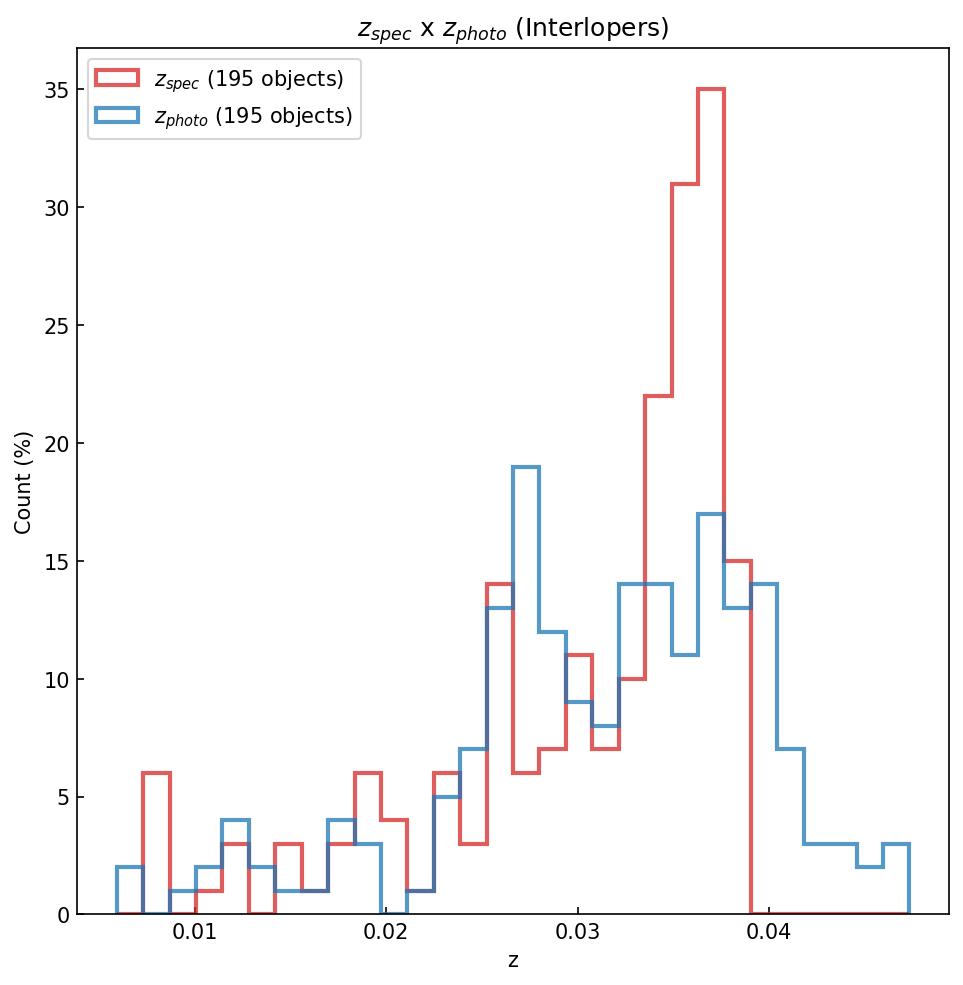 z_spec x z_photo (Interlopers)
z_spec (195 objects)
z_photo (195 objects)
Count (%)
35
30
25
20
15
10
5
0
0.01 0.02 0.03 0.04
z